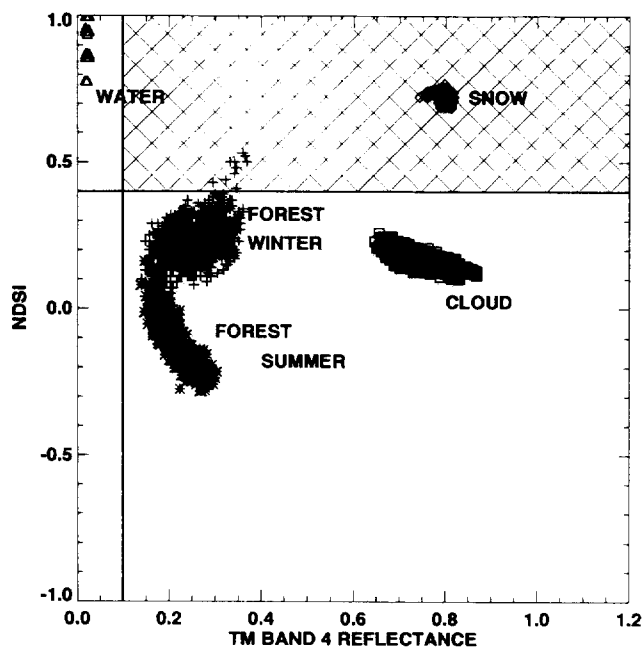 1.0
WATER
SNOW
0.5
FOREST
WINTER
NDSI
0.0
CLOUD
FOREST
SUMMER
-0.5
-1.0
0.0 0.2 0.4 0.6 0.8 1.0 1.2
TM BAND 4 REFLECTANCE